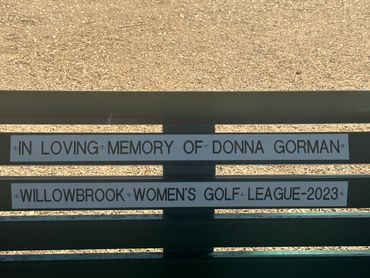 IN LOVING MEMORY OF DONNA GORMAN
WILLOWBROOK WOMEN'S GOLF LEAGUE-2023